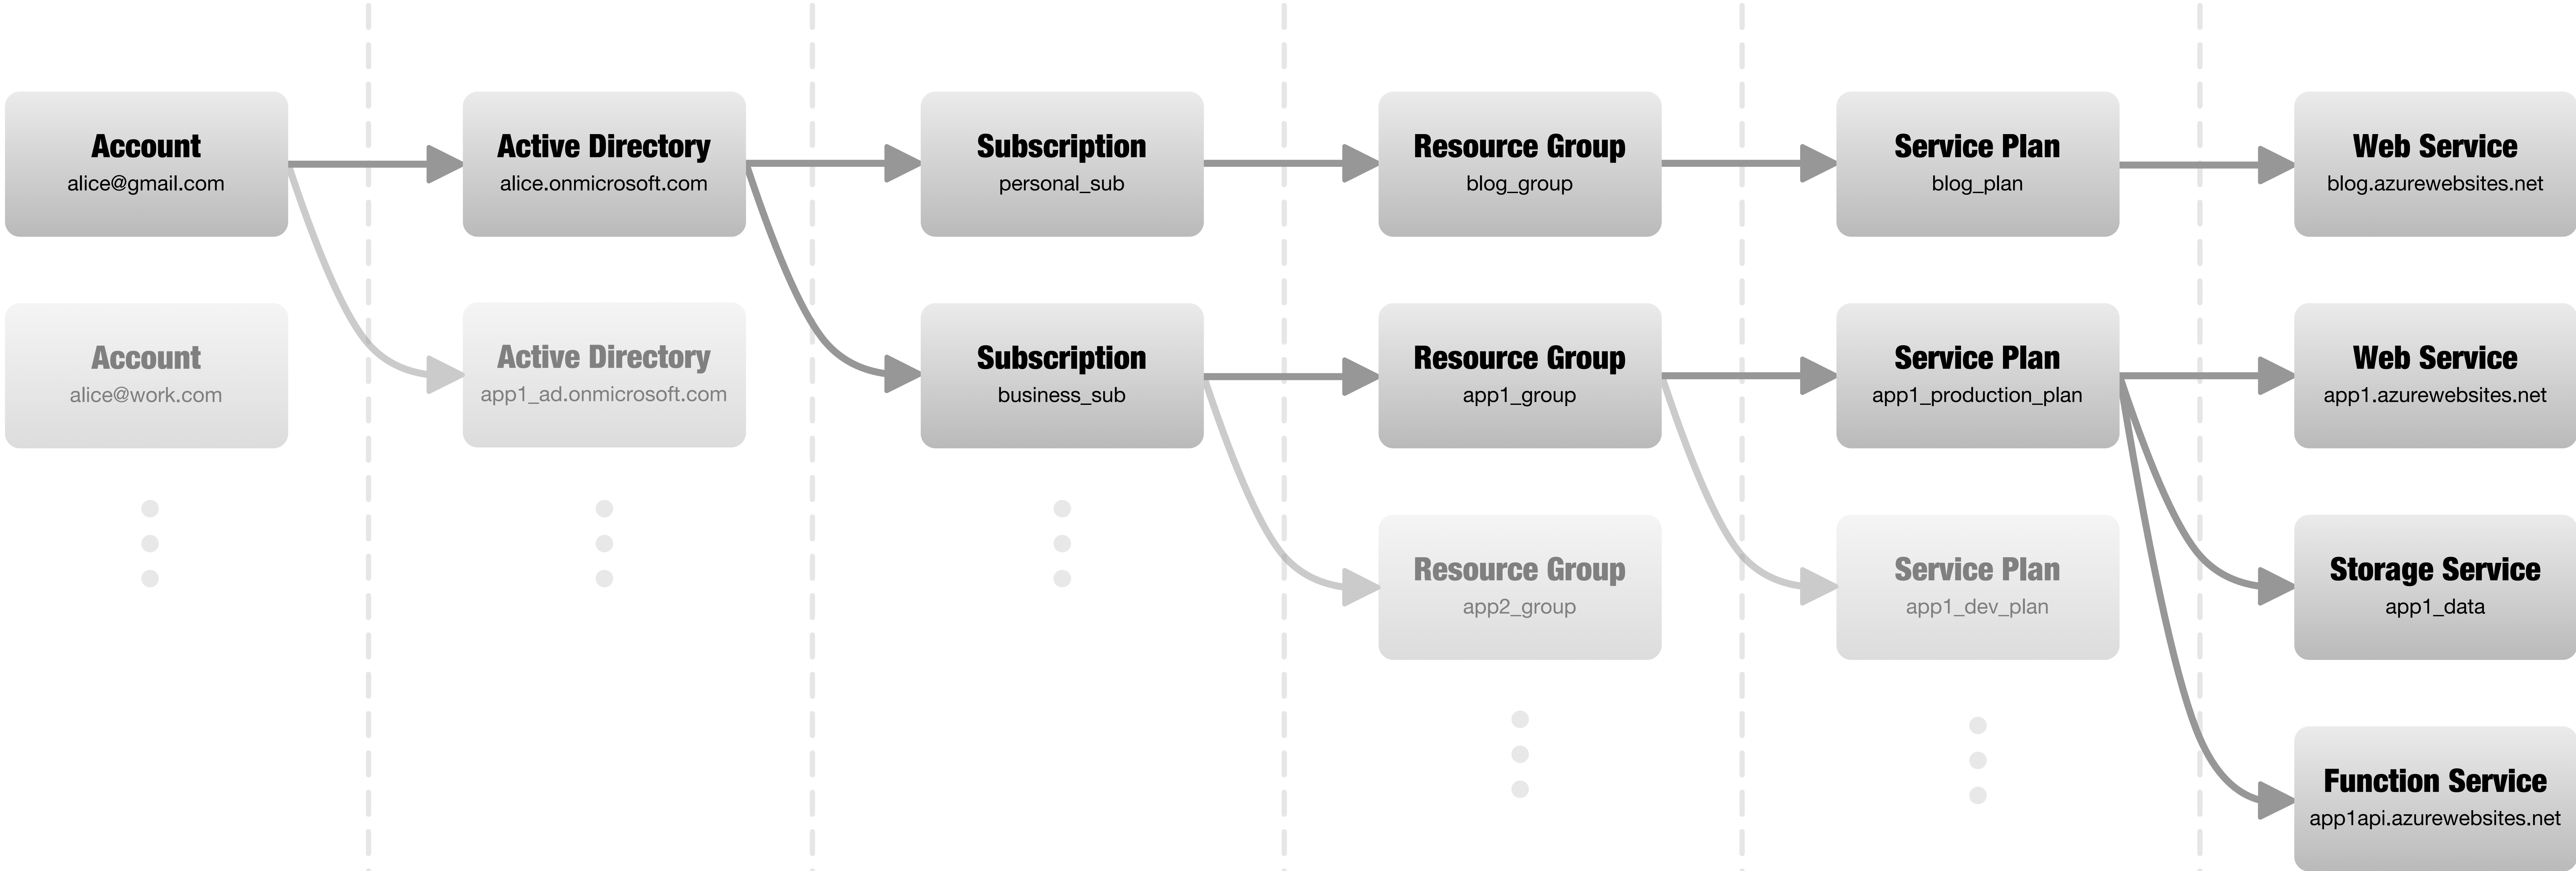 Account
alice@gmail.com
Active Directory
alice.onmicrosoft.com
Subscription
personal_sub
Resource Group
blog_group
Service Plan
blog_plan
Web Service
blog.azurewebsites.net
Account
alice@work.com
Active Directory
app1_ad.onmicrosoft.com
Subscription
business_sub
Resource Group
app1_group
Service Plan
app1_production_plan
Web Service
app1.azurewebsites.net
Resource Group
app2_group
Service Plan
app1_dev_plan
Storage Service
app1_data
Function Service
app1api.azurewebsites.net